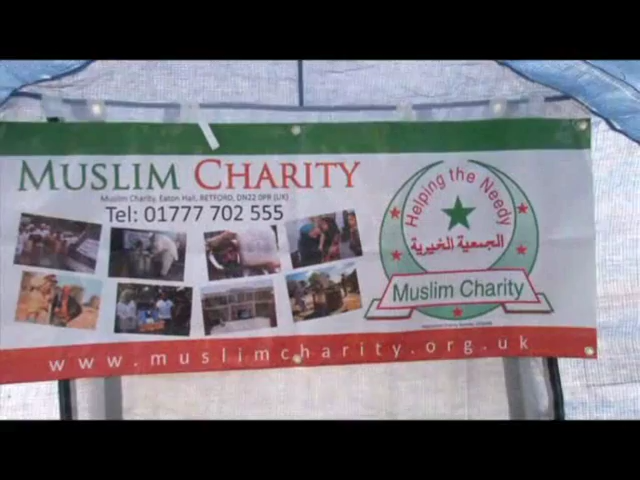 MUSLIM CHARITY
Muslim Charity, Eaton Hall, RETFORD, DN22 0PR (UK)
Tel: 01777 702 555
Helping the Needy
الجمعية الخيرية
Muslim Charity
www.muslimcharity.org.uk